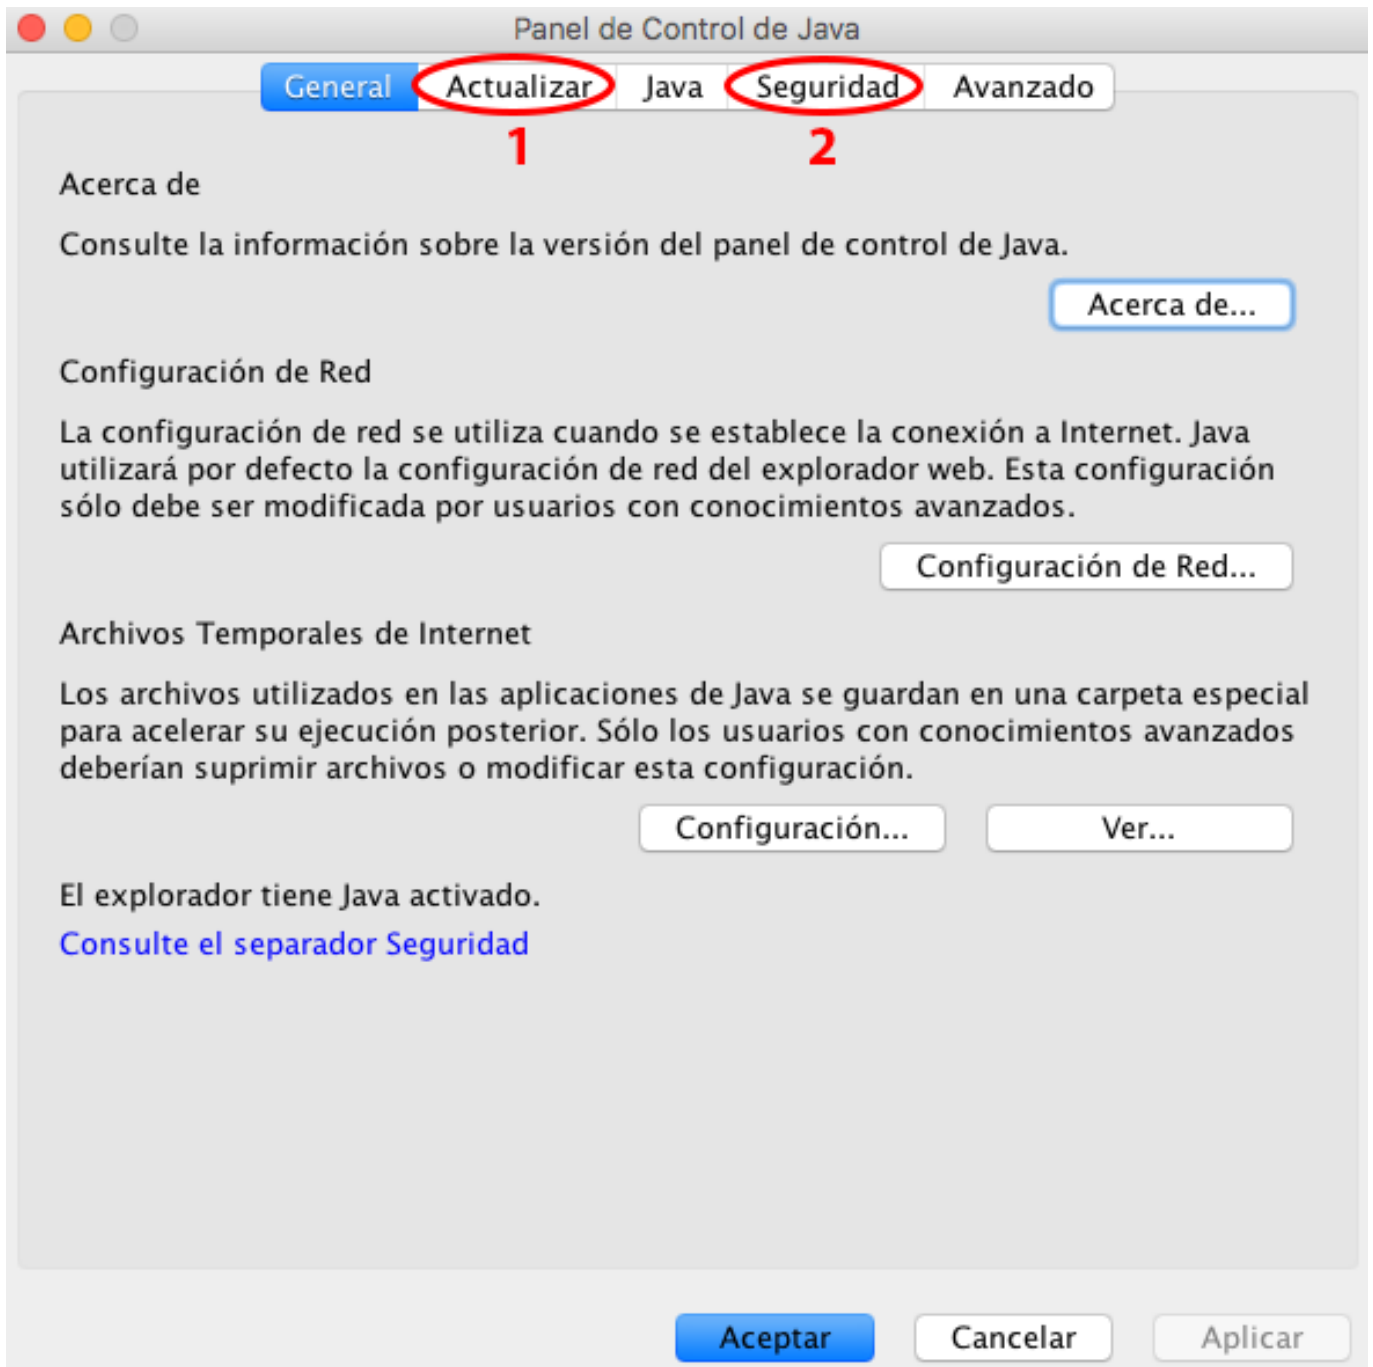 Panel de Control de Java
General Actualizar Java Seguridad Avanzado
1 2
Acerca de
Consulte la información sobre la versión del panel de control de Java.
Acerca de...
Configuración de Red
La configuración de red se utiliza cuando se establece la conexión a Internet. Java
utilizará por defecto la configuración de red del explorador web. Esta configuración
sólo debe ser modificada por usuarios con conocimientos avanzados.
Configuración de Red...
Archivos Temporales de Internet
Los archivos utilizados en las aplicaciones de Java se guardan en una carpeta especial
para acelerar su ejecución posterior. Sólo los usuarios con conocimientos avanzados
deberían suprimir archivos o modificar esta configuración.
Configuración... Ver...
El explorador tiene Java activado.
Consulte el separador Seguridad
Aceptar Cancelar Aplicar